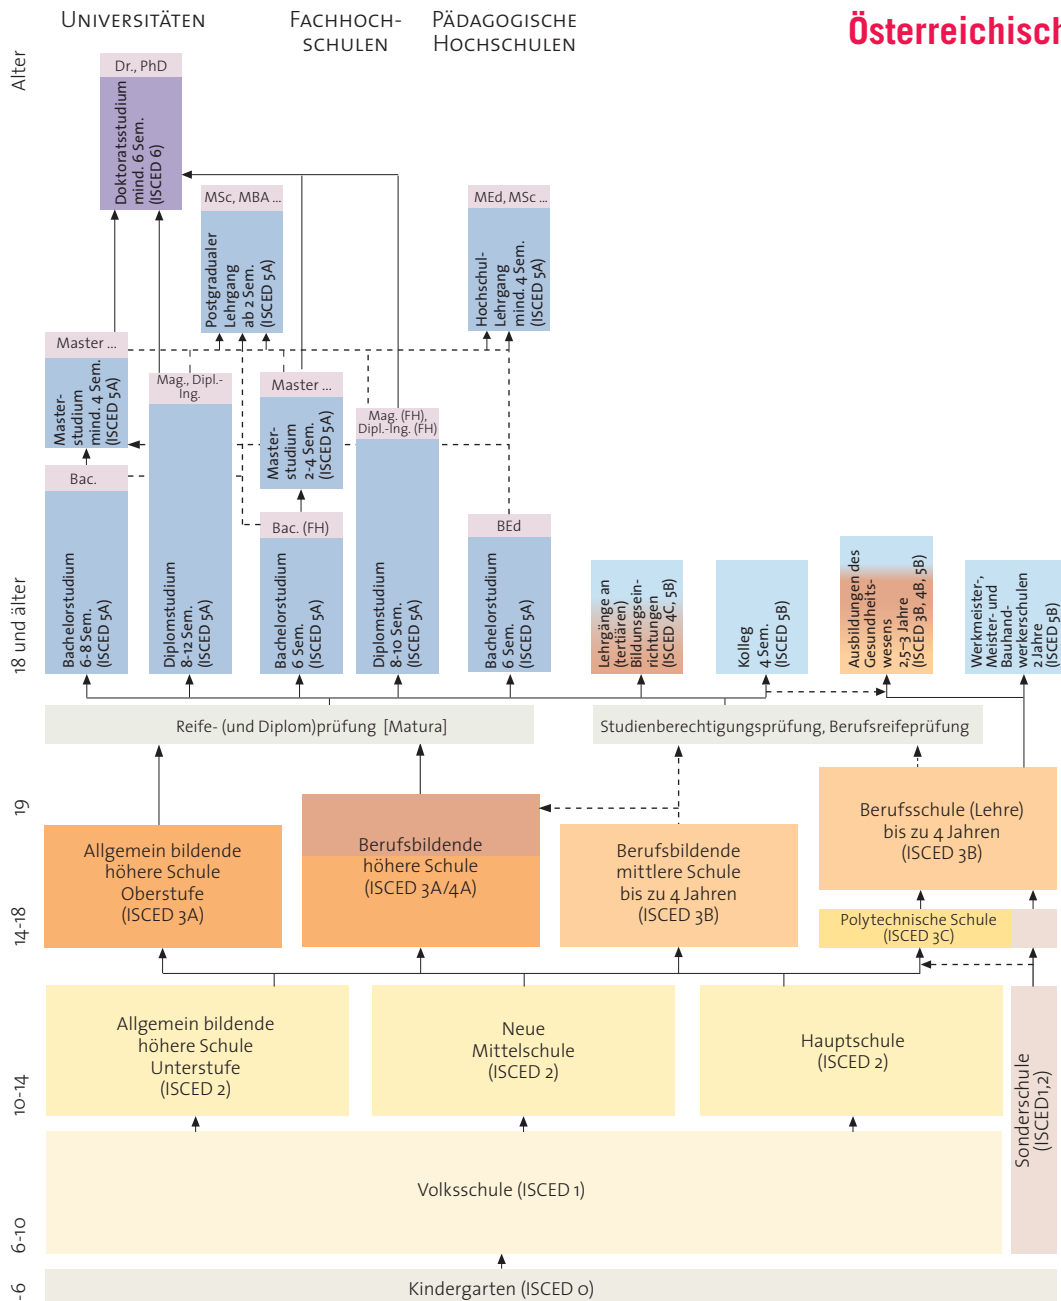 UNIVERSITÄTEN
FACHHOCH-
SCHULEN
PÄDAGOGISCHE
HOCHSCHULEN
Österreichisch
Alter
Dr., PhD
Doktoratsstudium
mind. 6 Sem.
(ISCED 6)
MSc, MBA ...
Postgradualer
Lehrgang
ab 2 Sem.
(ISCED 5A)
MEd, MSc ...
Hochschul-
Lehrgang
mind. 4 Sem.
(ISCED 5A)
Master ...
Master-
studium
mind. 4 Sem.
(ISCED 5A)
Mag., Dipl.-
Ing.
Master ...
Master-
studium
2-4 Sem.
(ISCED 5A)
Mag. (FH),
Dipl.-Ing. (FH)
Bac.
Bac. (FH)
BEd
18 und älter
Bachelorstudium
6-8 Sem.
(ISCED 5A)
Diplomstudium
8-12 Sem.
(ISCED 5A)
Bachelorstudium
6 Sem.
(ISCED 5A)
Diplomstudium
8-10 Sem.
(ISCED 5A)
Bachelorstudium
6 Sem.
(ISCED 5A)
Lehrgänge an
(tertiären)
Bildungsein-
richtungen
(ISCED 4C, 5B)
Kolleg
4 Sem.
(ISCED 5B)
Ausbildungen des
Gesundheits-
wesens
2,5–3 Jahre
(ISCED 3B, 4B, 5B)
Werkmeister-,
Meister- und
Bauhand-
werkerschulen
2 Jahre
(ISCED 5B)
Reife- (und Diplom)prüfung [Matura]
Studienberechtigungsprüfung, Berufsreifeprüfung
19
14-18
Allgemein bildende
höhere Schule
Oberstufe
(ISCED 3A)
Berufsbildende
höhere Schule
(ISCED 3A/4A)
Berufsbildende
mittlere Schule
bis zu 4 Jahren
(ISCED 3B)
Berufsschule (Lehre)
bis zu 4 Jahren
(ISCED 3B)
Polytechnische Schule
(ISCED 3C)
10-14
Allgemein bildende
höhere Schule
Unterstufe
(ISCED 2)
Neue
Mittelschule
(ISCED 2)
Hauptschule
(ISCED 2)
Sonderschule
(ISCED1,2)
6-10
Volksschule (ISCED 1)
-6
Kindergarten (ISCED 0)